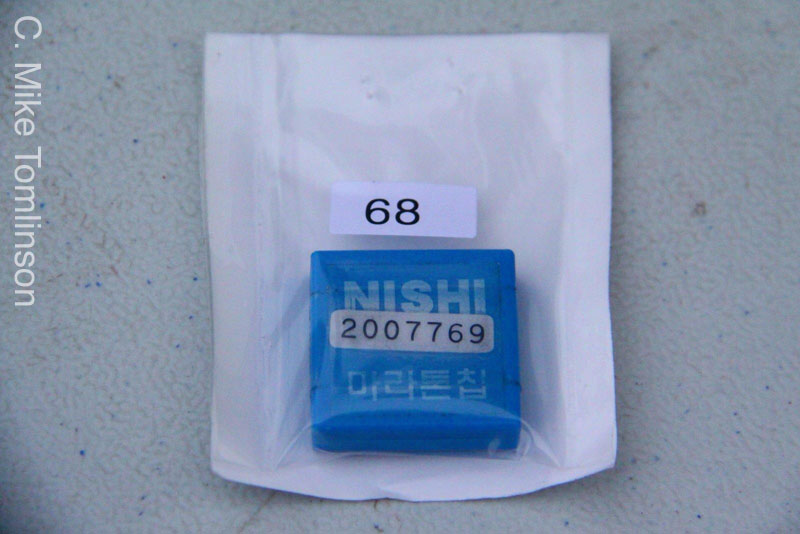 C. Mike Tomlinson
68
NISHI
2007769
마라톤칩